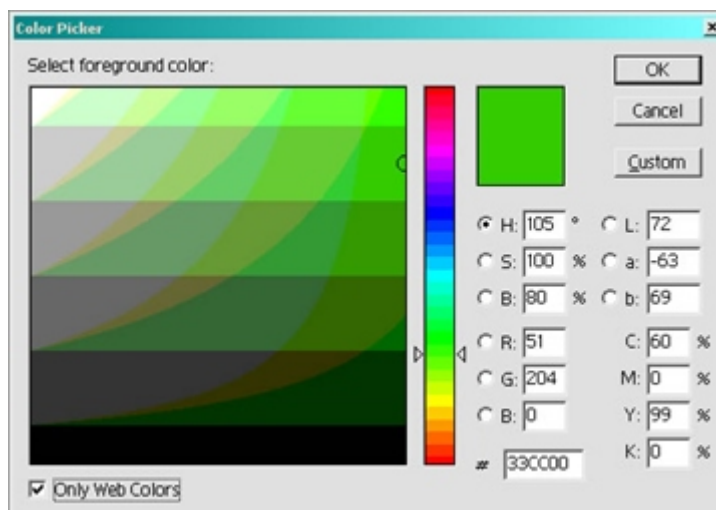 Color Picker
Select foreground color:
OK
Cancel
Custom
H: 105 °
L: 72
S: 100 %
a: -63
B: 80 %
b: 69
R: 51
C: 60 %
G: 204
M: 0 %
B: 0
Y: 99 %
# 33CC00
K: 0 %
Only Web Colors